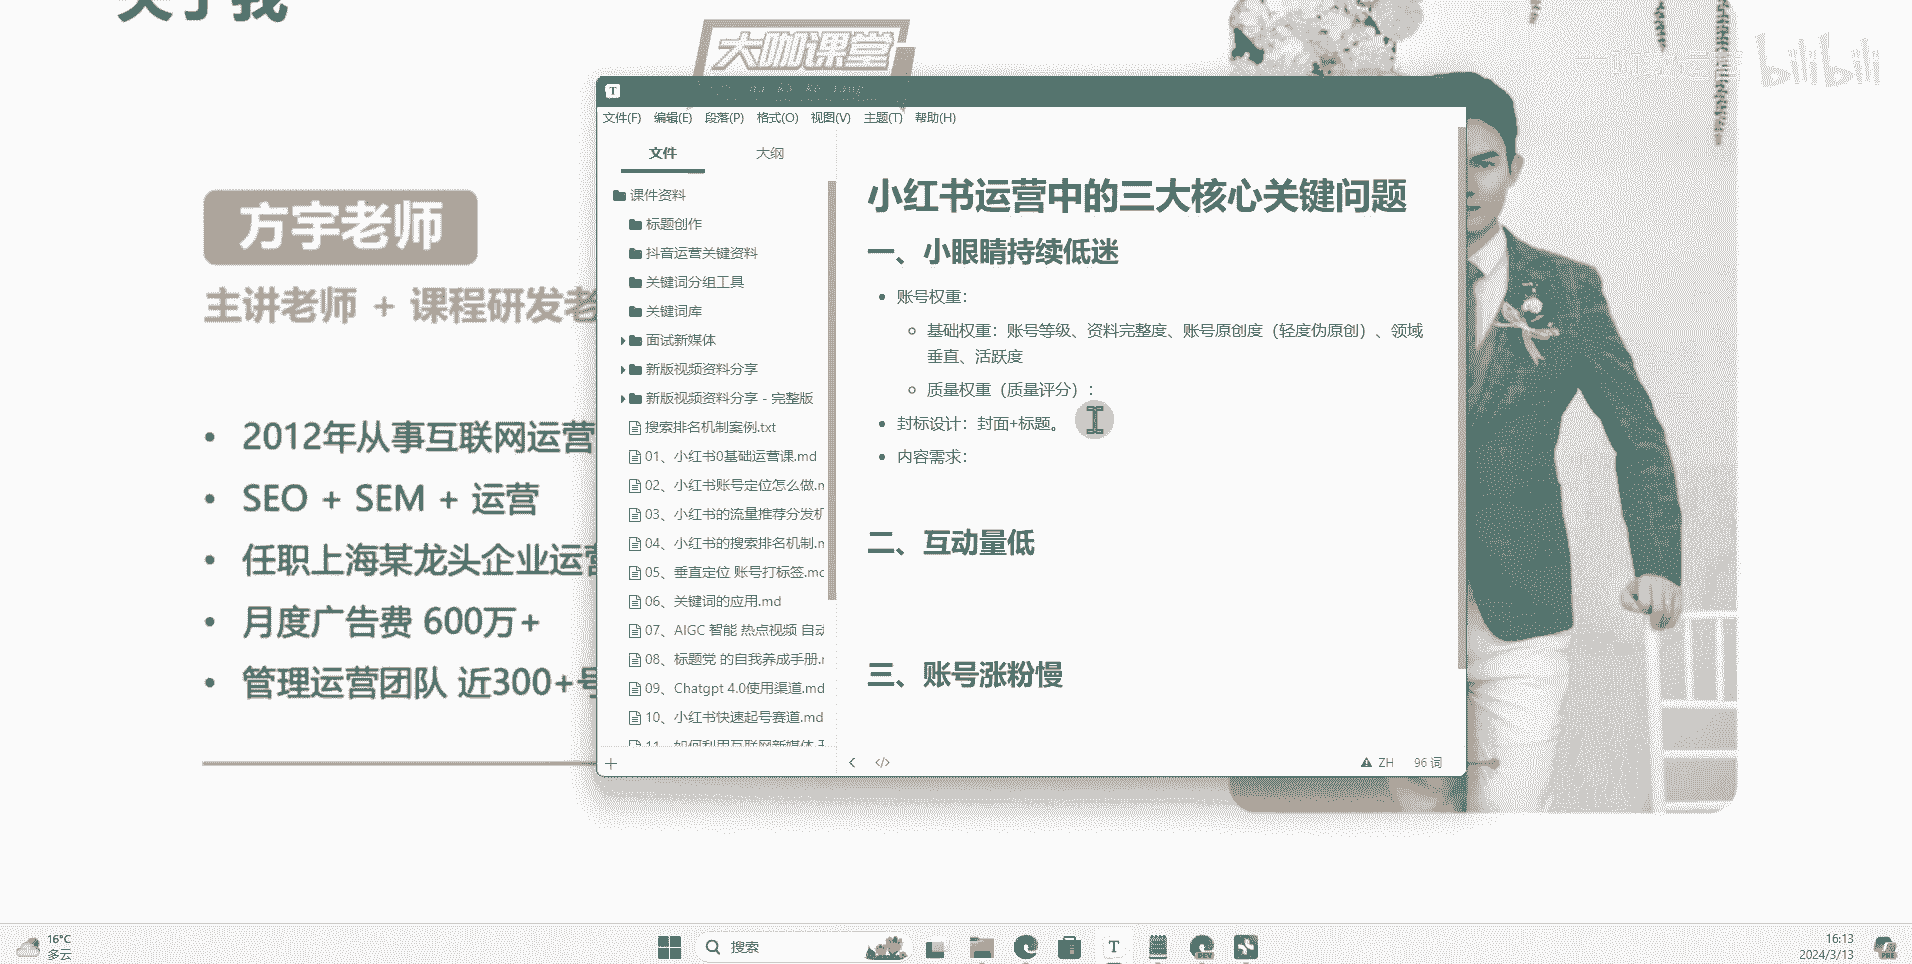 关于我
大咖课堂
bilibili
方宇老师
主讲老师 + 课程研发老
• 2012年从事互联网运营
• SEO + SEM + 运营
• 任职上海某龙头企业运营
• 月度广告费 600万+
• 管理运营团队 近300+号
文件(F) 编辑(E) 段落(P) 格式(O) 视图(V) 主题(T) 帮助(H)
文件 大纲
课件资料
标题创作
抖音运营关键资料
关键词分组工具
关键词库
面试新媒体
新版视频资料分享
新版视频资料分享 - 完整版
搜索排名机制案例.txt
01、小红书0基础运营课.md
02、小红书账号定位怎么做.m
03、小红书的流量推荐分发机
04、小红书的搜索排名机制.m
05、垂直定位 账号打标签.mc
06、关键词的应用.md
07、AIGC 智能 热点视频 自动
08、标题党 的自我养成手册.r
09、Chatgpt 4.0使用渠道.md
10、小红书快速起号赛道.md
11、如何利用互联网新媒体
小红书运营中的三大核心关键问题
一、小眼睛持续低迷
• 账号权重：
基础权重：账号等级、资料完整度、账号原创度（轻度伪原创）、领域
垂直、活跃度
质量权重（质量评分）：
• 封标设计：封面+标题。
• 内容需求：
二、互动量低
三、账号涨粉慢
ZH 96 词
16°C
多云
搜索
16:13
2024/3/13